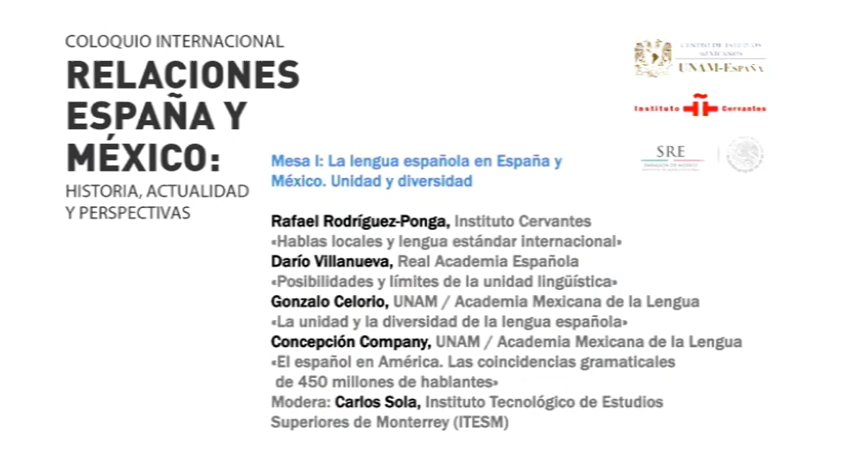 COLOQUIO INTERNACIONAL
RELACIONES
ESPAÑA Y
MÉXICO:
HISTORIA, ACTUALIDAD
Y PERSPECTIVAS
CENTRO DE ESTUDIOS
MEXICANOS
UNAM-ESPAÑA
Instituto Cervantes
SRE
Mesa I: La lengua española en España y
México. Unidad y diversidad
Rafael Rodríguez-Ponga, Instituto Cervantes
«Hablas locales y lengua estándar internacional»
Darío Villanueva, Real Academia Española
«Posibilidades y límites de la unidad lingüística»
Gonzalo Celorio, UNAM / Academia Mexicana de la Lengua
«La unidad y la diversidad de la lengua española»
Concepción Company, UNAM / Academia Mexicana de la Lengua
«El español en América. Las coincidencias gramaticales
de 450 millones de hablantes»
Modera: Carlos Sola, Instituto Tecnológico de Estudios
Superiores de Monterrey (ITESM)